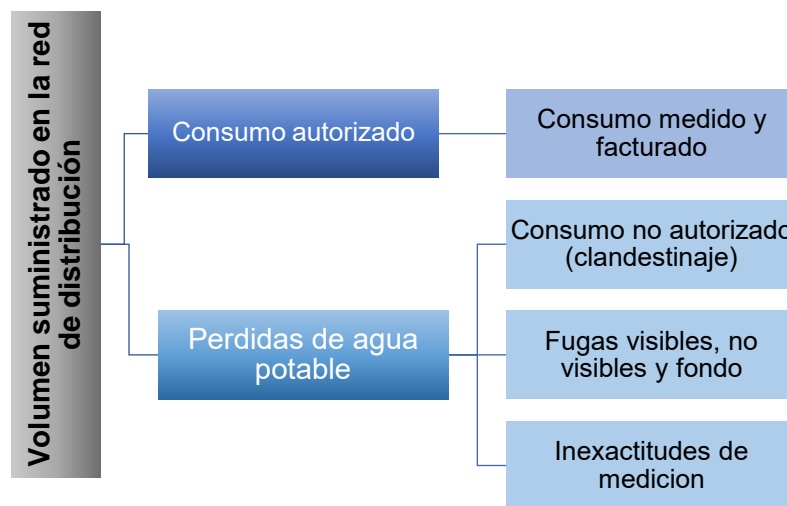 Volumen suministrado en la red
de distribución
Consumo autorizado
Consumo medido y
facturado
Perdidas de agua
potable
Consumo no autorizado
(clandestinaje)
Fugas visibles, no
visibles y fondo
Inexactitudes de
medicion